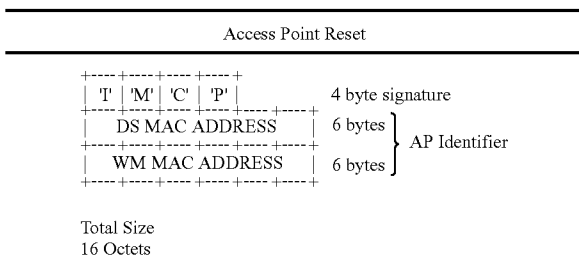 Access Point Reset
+----+----+----+----+
| 'T' | 'M' | 'C' | 'P' | 4 byte signature
+----+----+----+----+----+----+
| DS MAC ADDRESS | 6 bytes
+----+----+----+----+----+----+ AP Identifier
| WM MAC ADDRESS | 6 bytes
+----+----+----+----+----+----+
Total Size
16 Octets